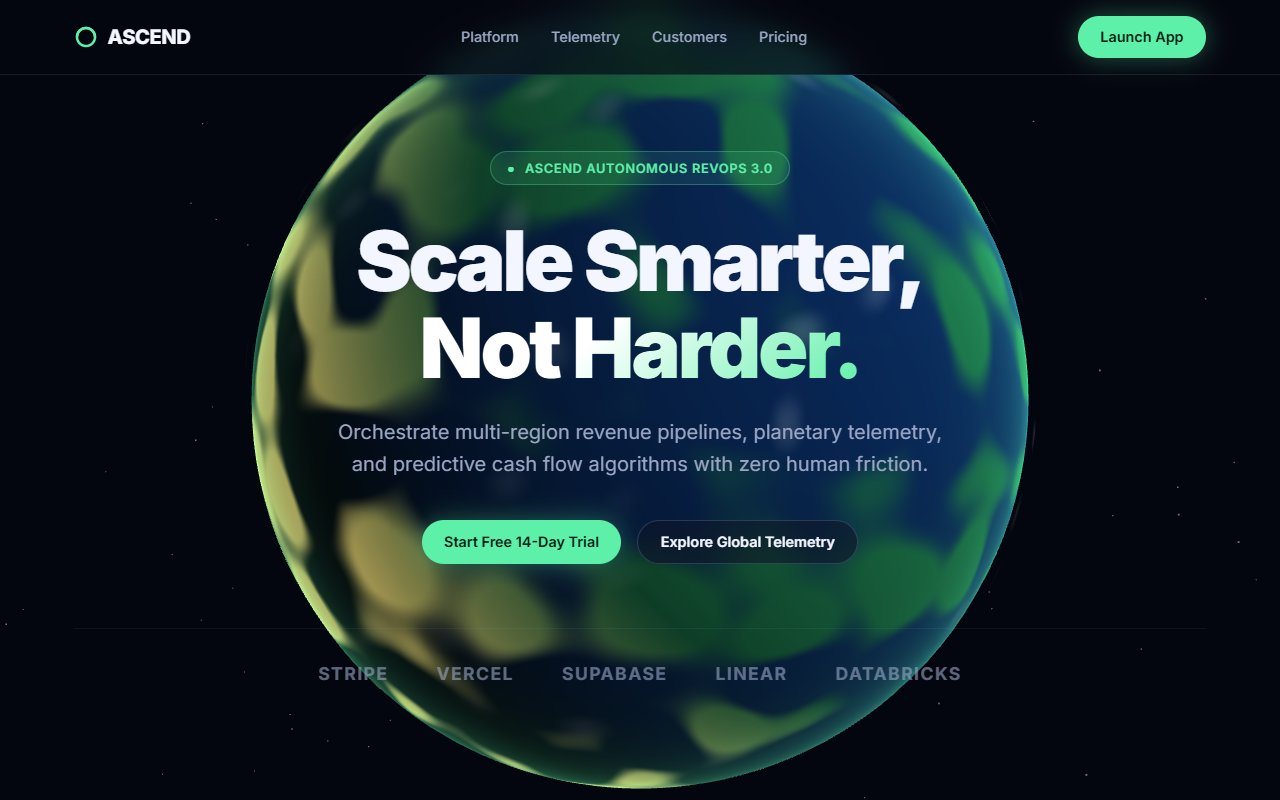 ASCEND
Platform Telemetry Customers Pricing
Launch App
ASCEND AUTONOMOUS REVOPS 3.0
Scale Smarter,
Not Harder.
Orchestrate multi-region revenue pipelines, planetary telemetry,
and predictive cash flow algorithms with zero human friction.
Start Free 14-Day Trial
Explore Global Telemetry
STRIPE VERCEL SUPABASE LINEAR DATABRICKS